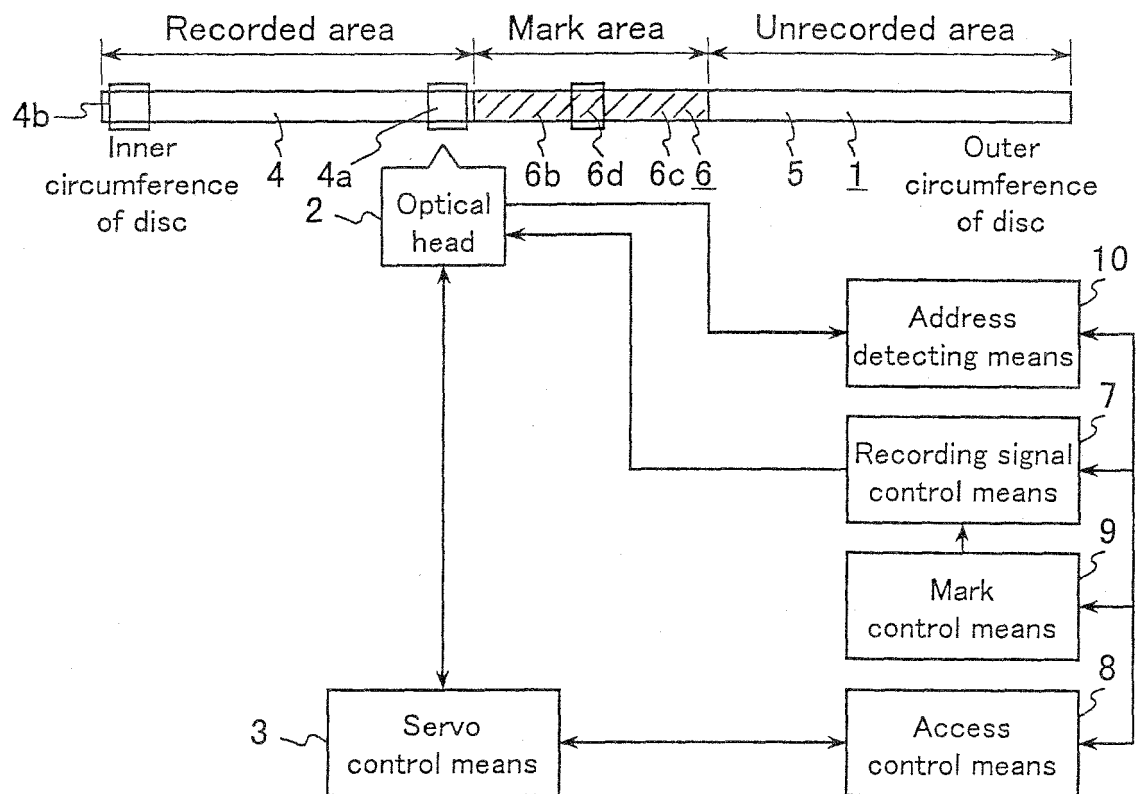 Recorded area
Mark area
Unrecorded area
4b
Inner
circumference
of disc
4
4a
6b
6d
6c
6
5
1
Outer
circumference
of disc
2
Optical
head
10
Address
detecting means
7
Recording signal
control means
9
Mark
control means
8
3
Servo
control means
Access
control means